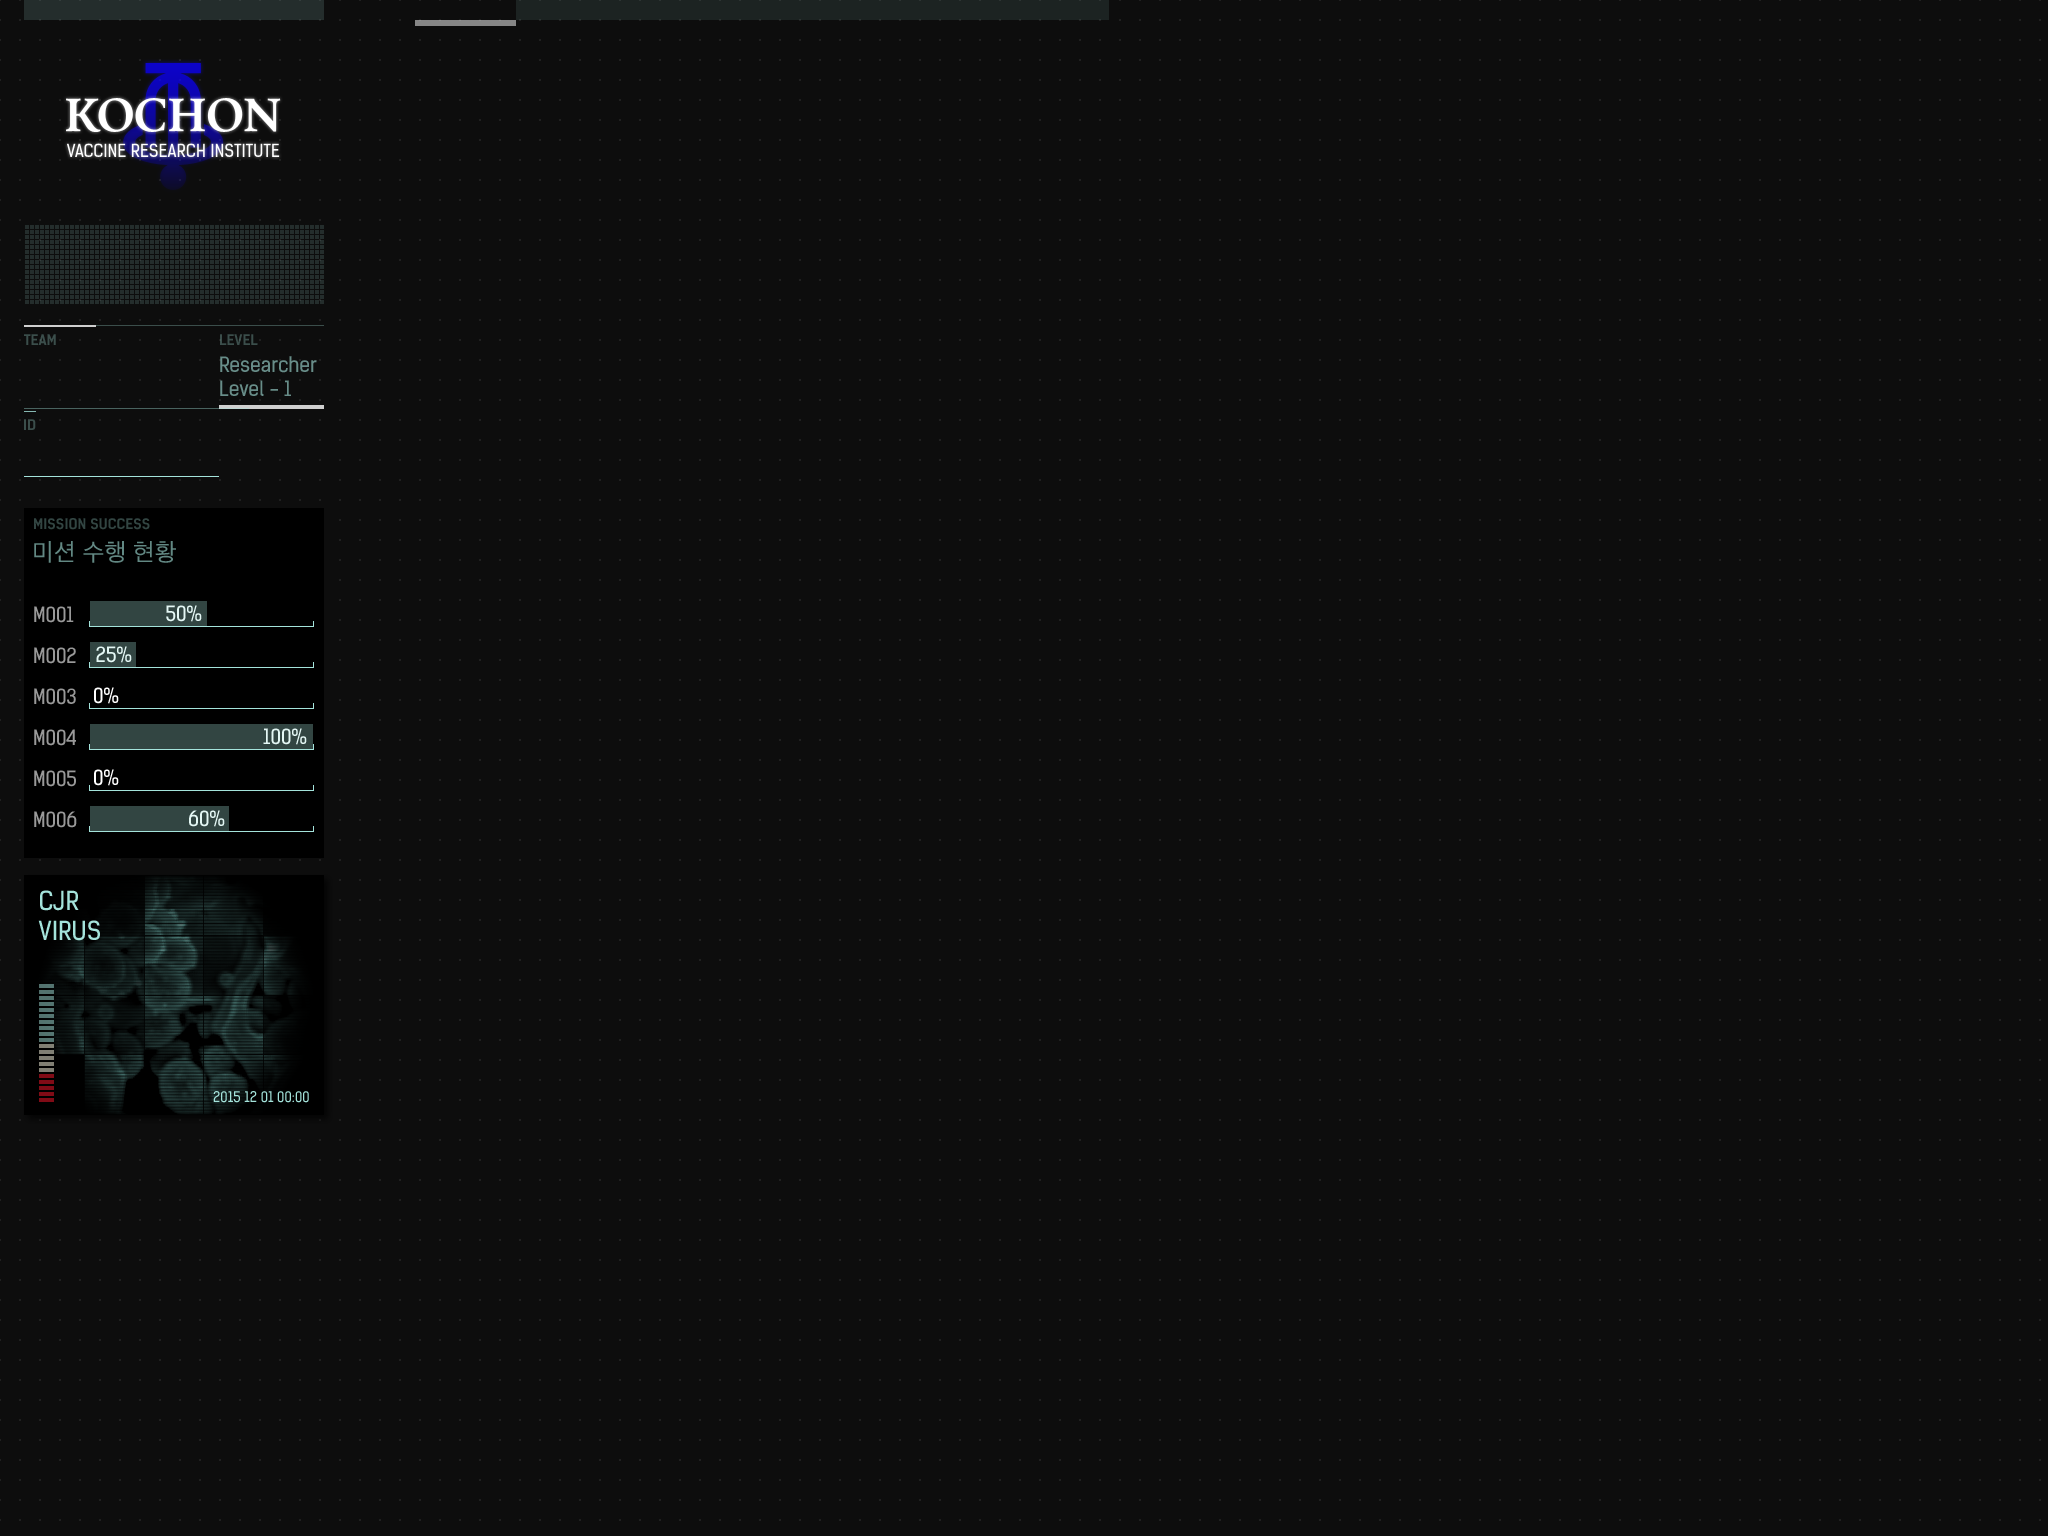 KOCHON
VACCINE RESEARCH INSTITUTE
TEAM
LEVEL
Researcher
Level - 1
ID
MISSION SUCCESS
미션 수행 현황
M001 50%
M002 25%
M003 0%
M004 100%
M005 0%
M006 60%
CJR
VIRUS
2015 12 01 00:00